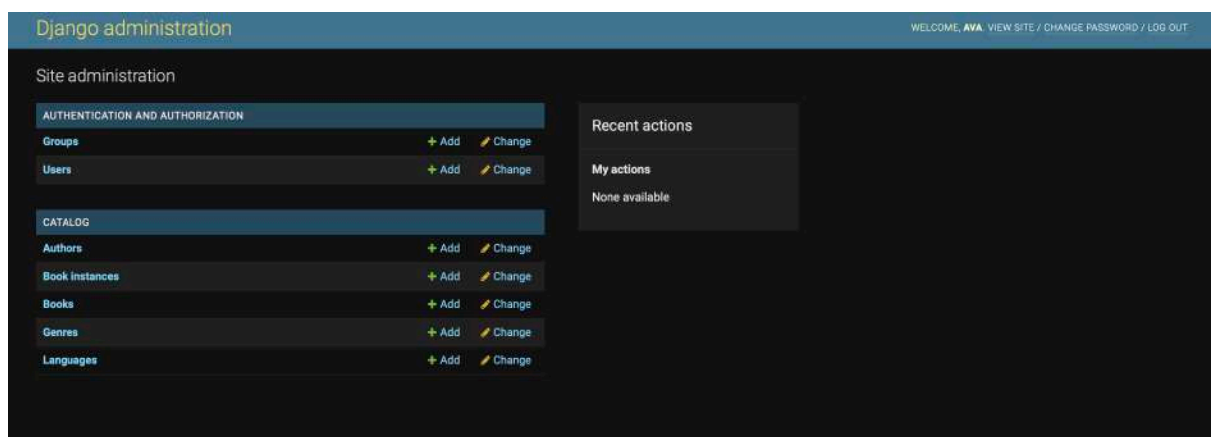 Django administration
WELCOME, AVA. VIEW SITE / CHANGE PASSWORD / LOG OUT
Site administration
AUTHENTICATION AND AUTHORIZATION
Groups + Add Change
Users + Add Change
CATALOG
Authors + Add Change
Book instances + Add Change
Books + Add Change
Genres + Add Change
Languages + Add Change
Recent actions
My actions
None available